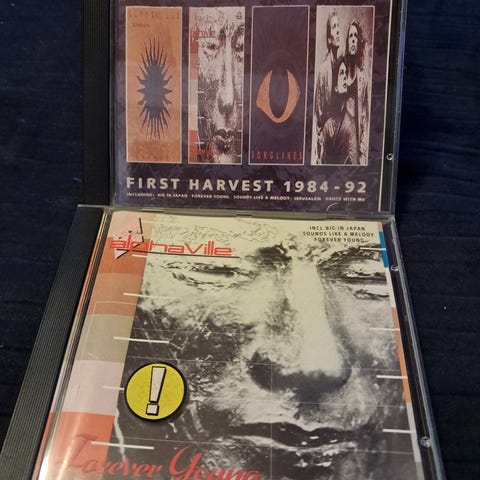 SONGLINES
FIRST HARVEST 1984-92
INCLUDING: BIG IN JAPAN · FOREVER YOUNG · SOUNDS LIKE A MELODY · JERUSALEM · DANCE WITH ME
alphaville
INCL. BIG IN JAPAN
SOUNDS LIKE A MELODY
FOREVER YOUNG
!
Forever Young